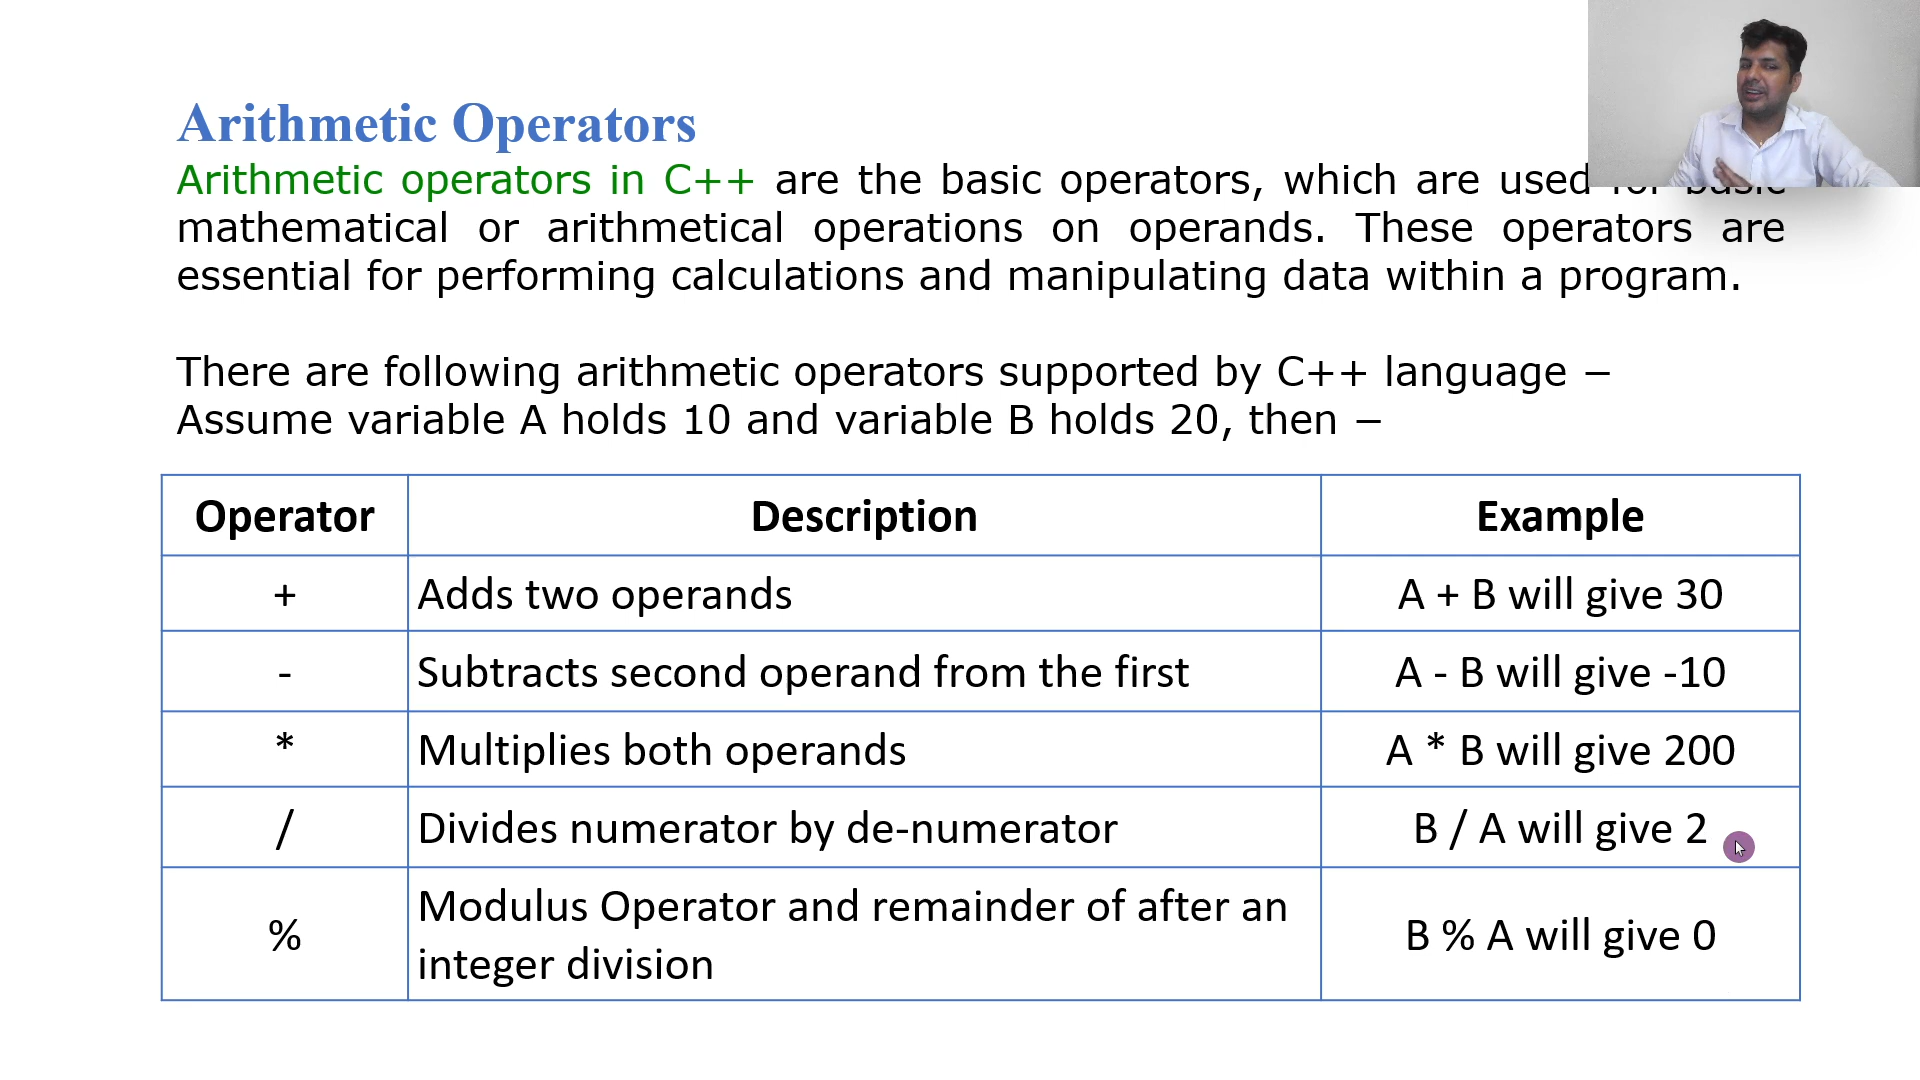 Arithmetic Operators
Arithmetic operators in C++ are the basic operators, which are used for basic
mathematical or arithmetical operations on operands. These operators are
essential for performing calculations and manipulating data within a program.
There are following arithmetic operators supported by C++ language −
Assume variable A holds 10 and variable B holds 20, then −
Operator Description Example
+ Adds two operands A + B will give 30
- Subtracts second operand from the first A - B will give -10
* Multiplies both operands A * B will give 200
/ Divides numerator by de-numerator B / A will give 2
% Modulus Operator and remainder of after an
integer division B % A will give 0